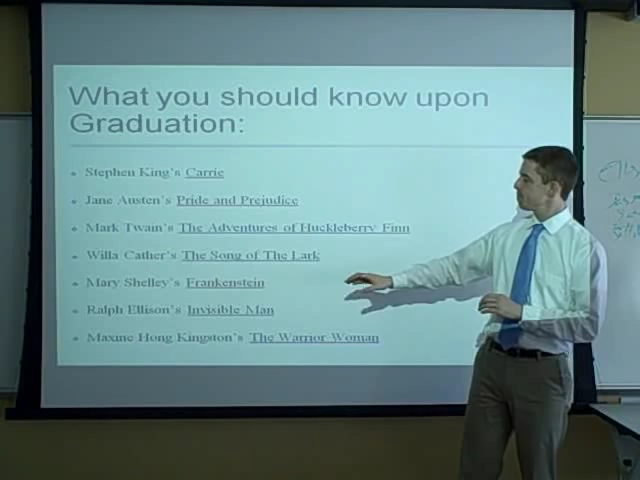 What you should know upon
Graduation:
Stephen King's Carrie
Jane Austen's Pride and Prejudice
Mark Twain's The Adventures of Huckleberry Finn
Willa Cather's The Song of The Lark
Mary Shelley's Frankenstein
Ralph Ellison's Invisible Man
Maxine Hong Kingston's The Warrior Woman